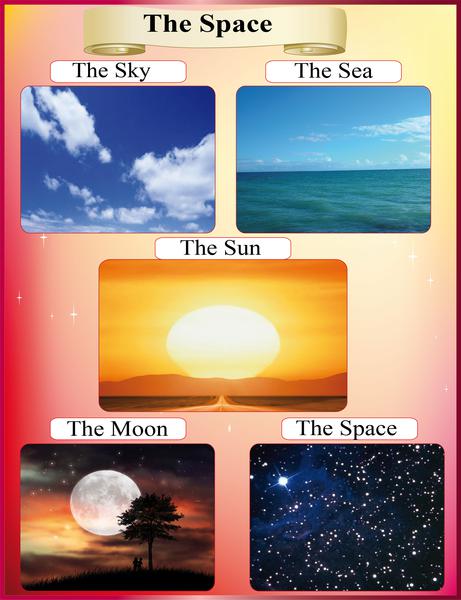 The Space
The Sky
The Sea
The Sun
The Moon
The Space